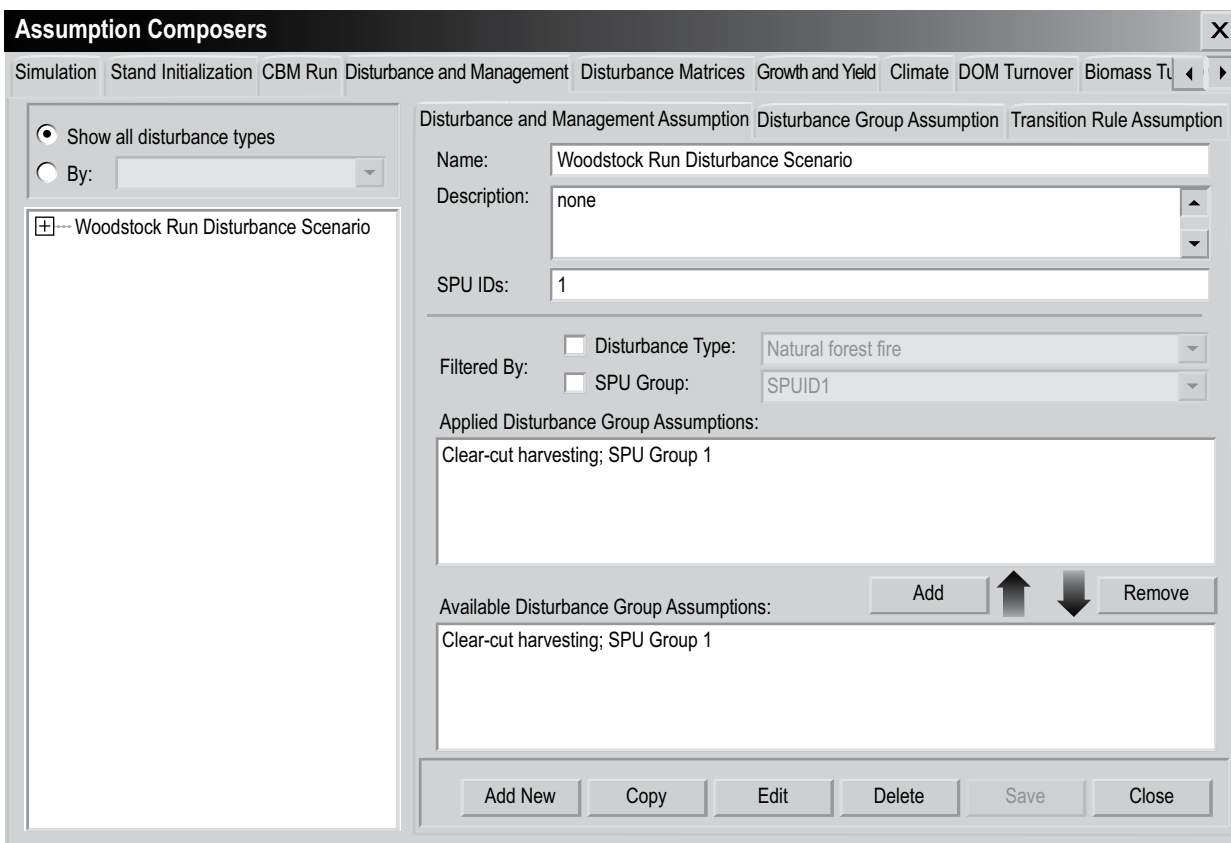 Assumption Composers
Simulation Stand Initialization CBM Run Disturbance and Management Disturbance Matrices Growth and Yield Climate DOM Turnover Biomass Tu
Show all disturbance types
By:
Woodstock Run Disturbance Scenario
Disturbance and Management Assumption Disturbance Group Assumption Transition Rule Assumption
Name: Woodstock Run Disturbance Scenario
Description: none
SPU IDs: 1
Filtered By:
Disturbance Type: Natural forest fire
SPU Group: SPUID1
Applied Disturbance Group Assumptions:
Clear-cut harvesting; SPU Group 1
Add Remove
Available Disturbance Group Assumptions:
Clear-cut harvesting; SPU Group 1
Add New Copy Edit Delete Save Close